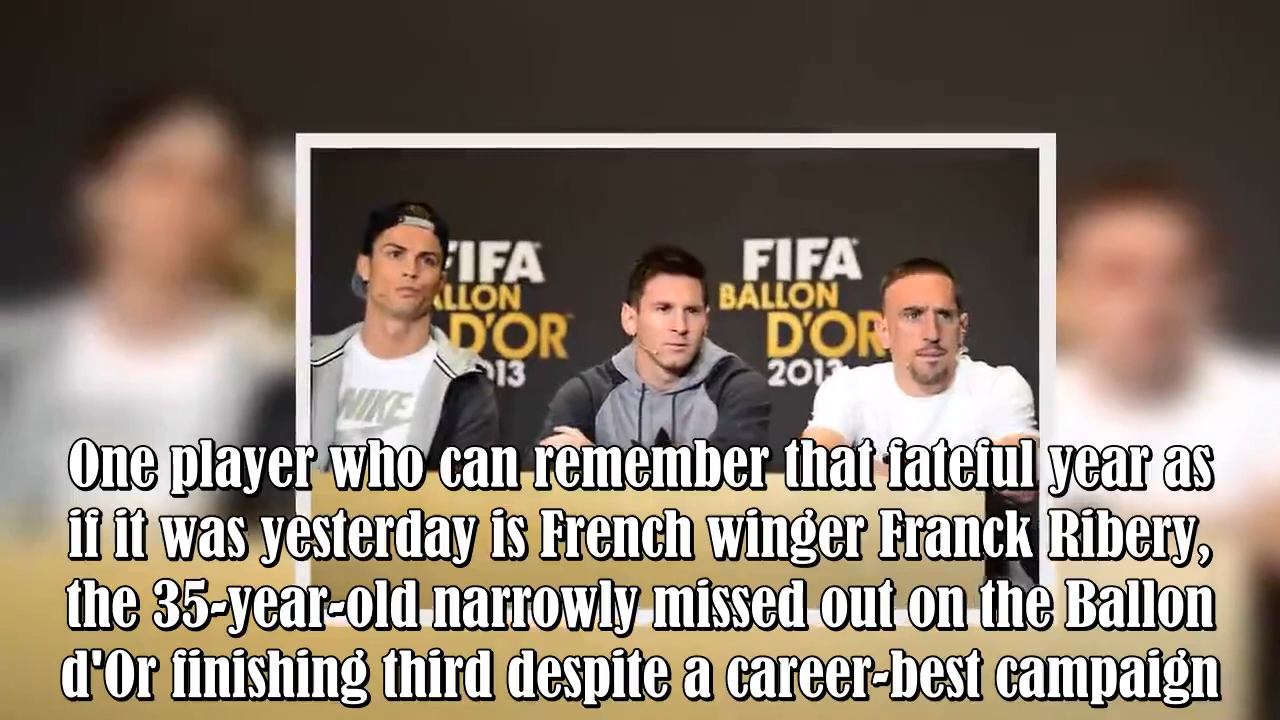 FIFA
BALLON
D'OR
2013
FIFA
BALLON
D'OR
2013
NIKE
One player who can remember that fateful year as
if it was yesterday is French winger Franck Ribery,
the 35-year-old narrowly missed out on the Ballon
d'Or finishing third despite a career-best campaign